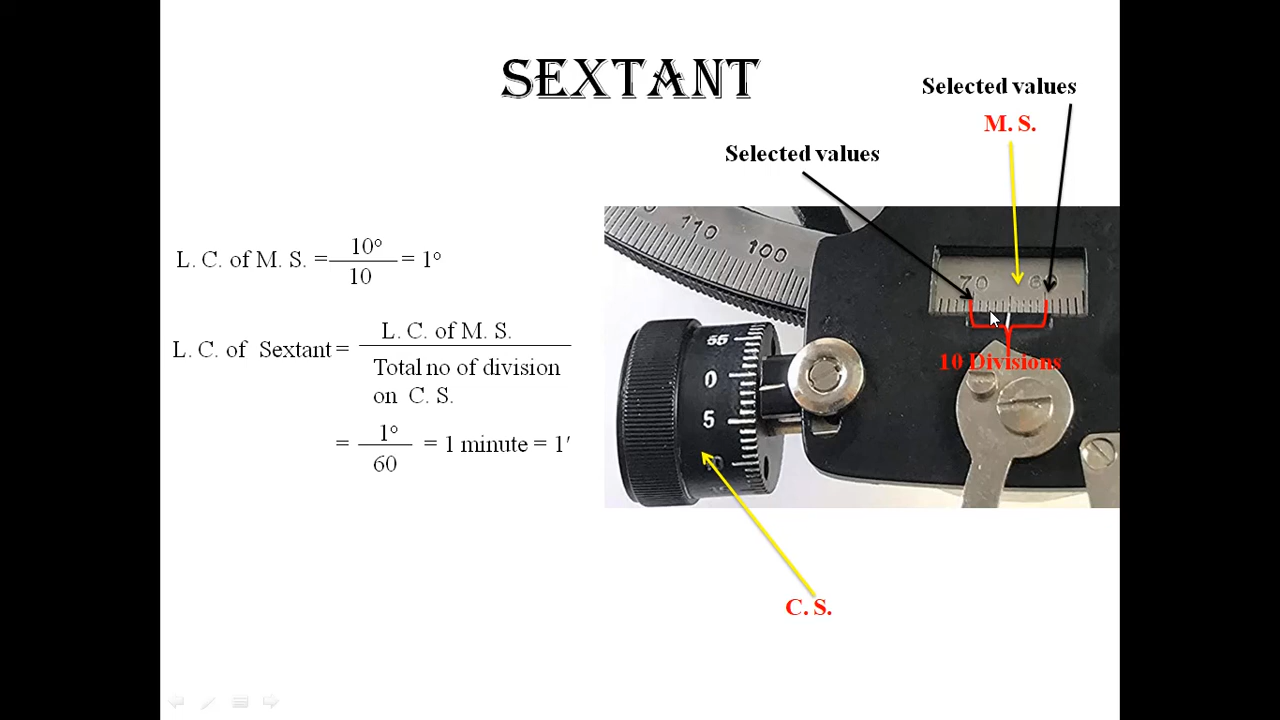 SEXTANT
Selected values
M. S.
Selected values
L. C. of M. S. = 10° / 10 = 1°
L. C. of Sextant = L. C. of M. S. / Total no of division on C. S.
= 1° / 60 = 1 minute = 1′
110
100
70
10 Divisions
55
0
5
C. S.